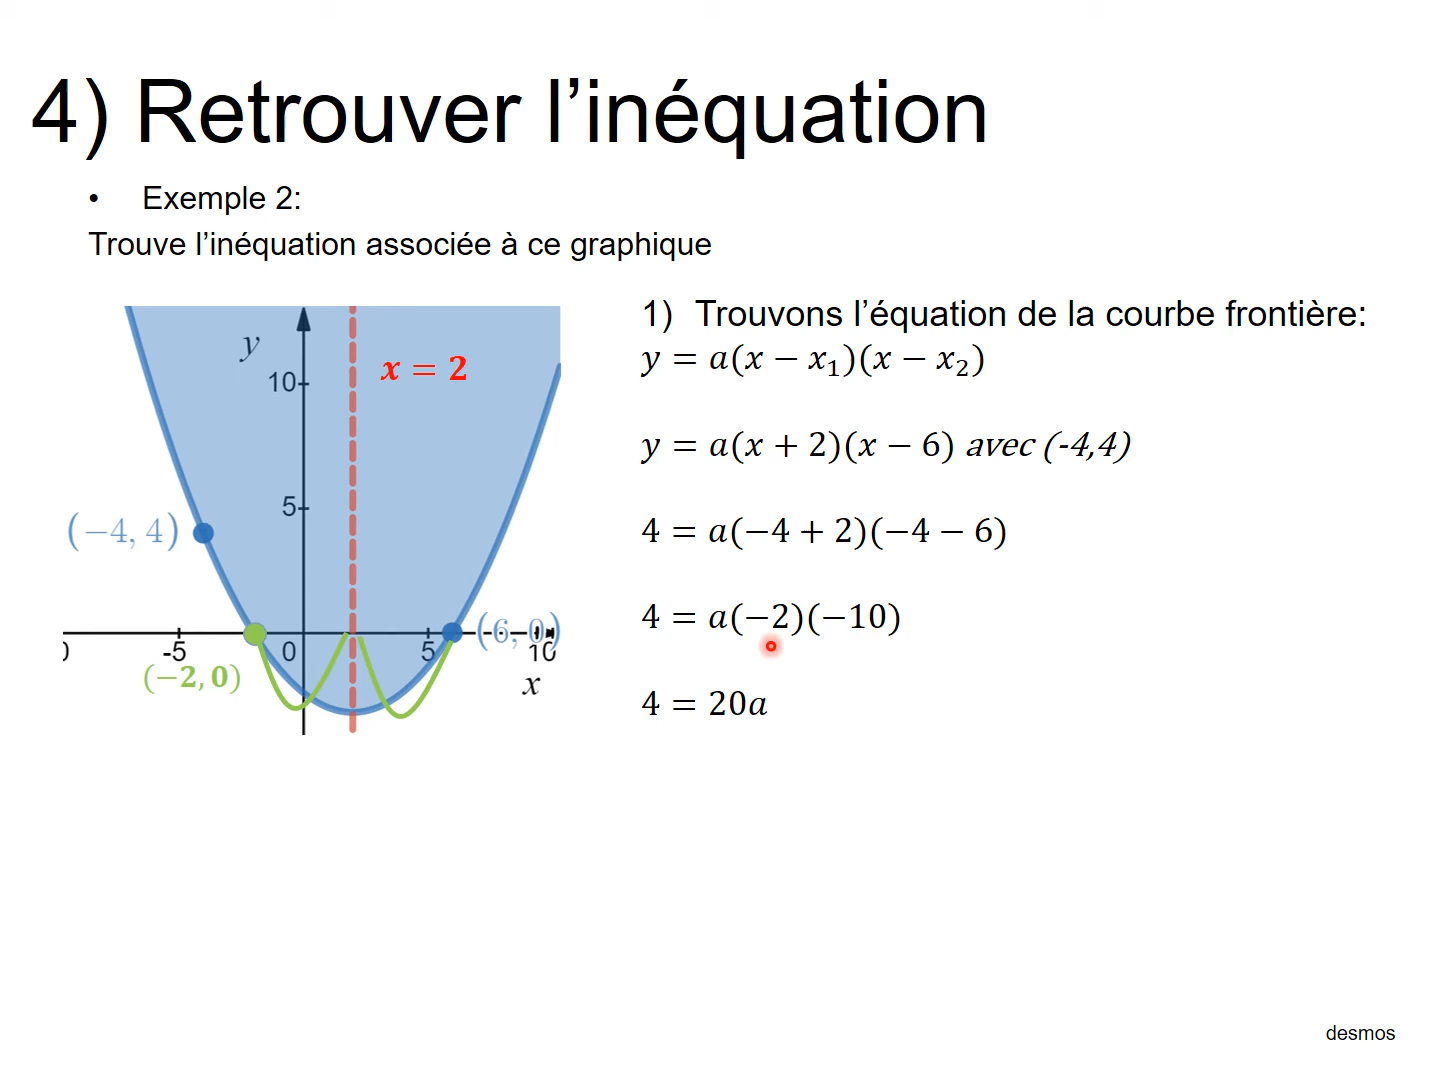 4) Retrouver l’inéquation
• Exemple 2:
Trouve l’inéquation associée à ce graphique
1) Trouvons l’équation de la courbe frontière:
y = a(x − x₁)(x − x₂)
y = a(x + 2)(x − 6) avec (-4,4)
4 = a(−4 + 2)(−4 − 6)
4 = a(−2)(−10)
4 = 20a
y
x = 2
10
5
(−4, 4)
(6, 0)
-5
0
5
10
(−2, 0)
x
desmos